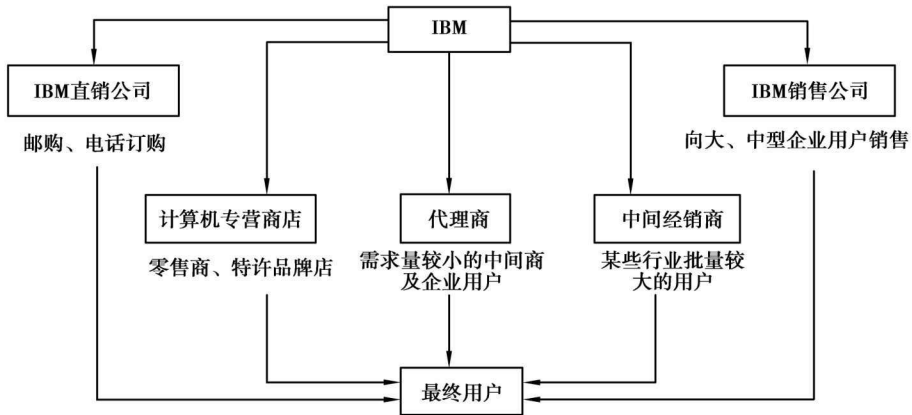 IBM
IBM直销公司
IBM销售公司
邮购、电话订购
向大、中型企业用户销售
计算机专营商店
代理商
中间经销商
零售商、特许品牌店
需求量较小的中间商
及企业用户
某些行业批量较
大的用户
最终用户